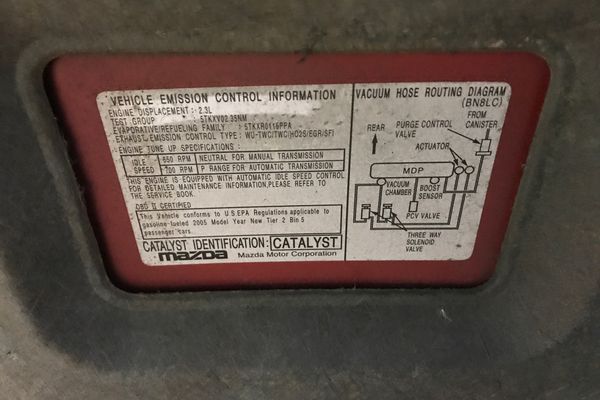 VEHICLE EMISSION CONTROL INFORMATION
ENGINE DISPLACEMENT : 2.3L
TEST GROUP : 5TKXV02.35NM
EVAPORATIVE/REFUELING FAMILY : 5TKXR0115PPA
EXHAUST EMISSION CONTROL TYPE : WU-TWC/TWC/HO2S/EGR/SFI
ENGINE TUNE-UP SPECIFICATIONS
IDLE SPEED
650 RPM NEUTRAL FOR MANUAL TRANSMISSION
700 RPM P RANGE FOR AUTOMATIC TRANSMISSION
THIS ENGINE IS EQUIPPED WITH AUTOMATIC IDLE SPEED CONTROL
FOR DETAILED MAINTENANCE INFORMATION,PLEASE REFER TO
THE SERVICE BOOK.
OBD II CERTIFIED
This Vehicle conforms to U.S.EPA Regulations applicable to
gasoline fueled 2005 Model Year New Tier 2 Bin 5
passenger cars.
CATALYST IDENTIFICATION: CATALYST
mazda Mazda Motor Corporation
VACUUM HOSE ROUTING DIAGRAM
(BN8LC)
FROM
CANISTER
PURGE CONTROL
VALVE
REAR
ACTUATOR
MDP
VACUUM
CHAMBER
BOOST
SENSOR
PCV VALVE
THREE WAY
SOLENOID
VALVE